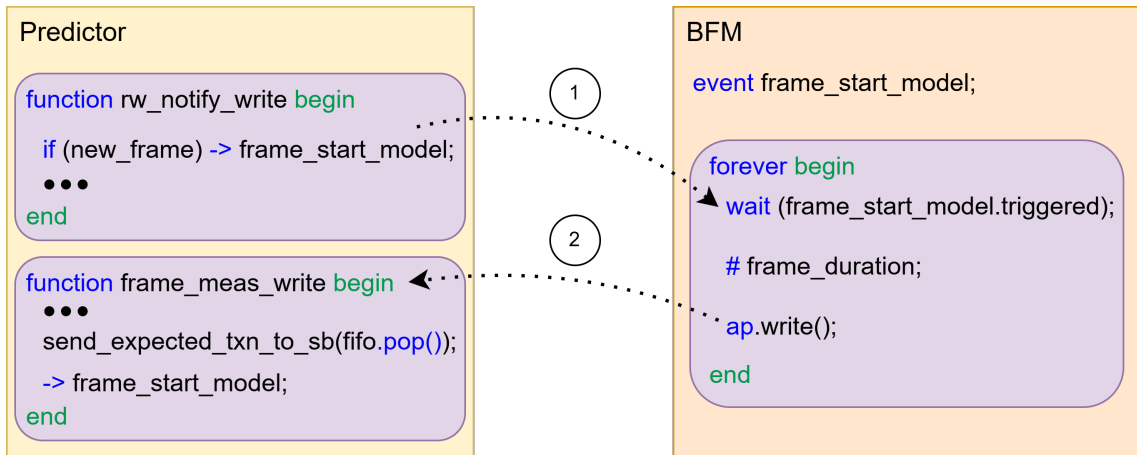 Predictor
function rw_notify_write begin
if (new_frame) -> frame_start_model;
●●●
end
function frame_meas_write begin
●●●
send_expected_txn_to_sb(fifo.pop());
-> frame_start_model;
end
1
2
BFM
event frame_start_model;
forever begin
wait (frame_start_model.triggered);
# frame_duration;
ap.write();
end